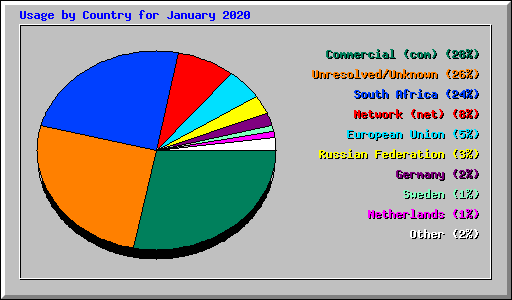 Usage by Country for January 2020
Commercial (com) (28%)
Unresolved/Unknown (26%)
South Africa (24%)
Network (net) (8%)
European Union (5%)
Russian Federation (3%)
Germany (2%)
Sweden (1%)
Netherlands (1%)
Other (2%)